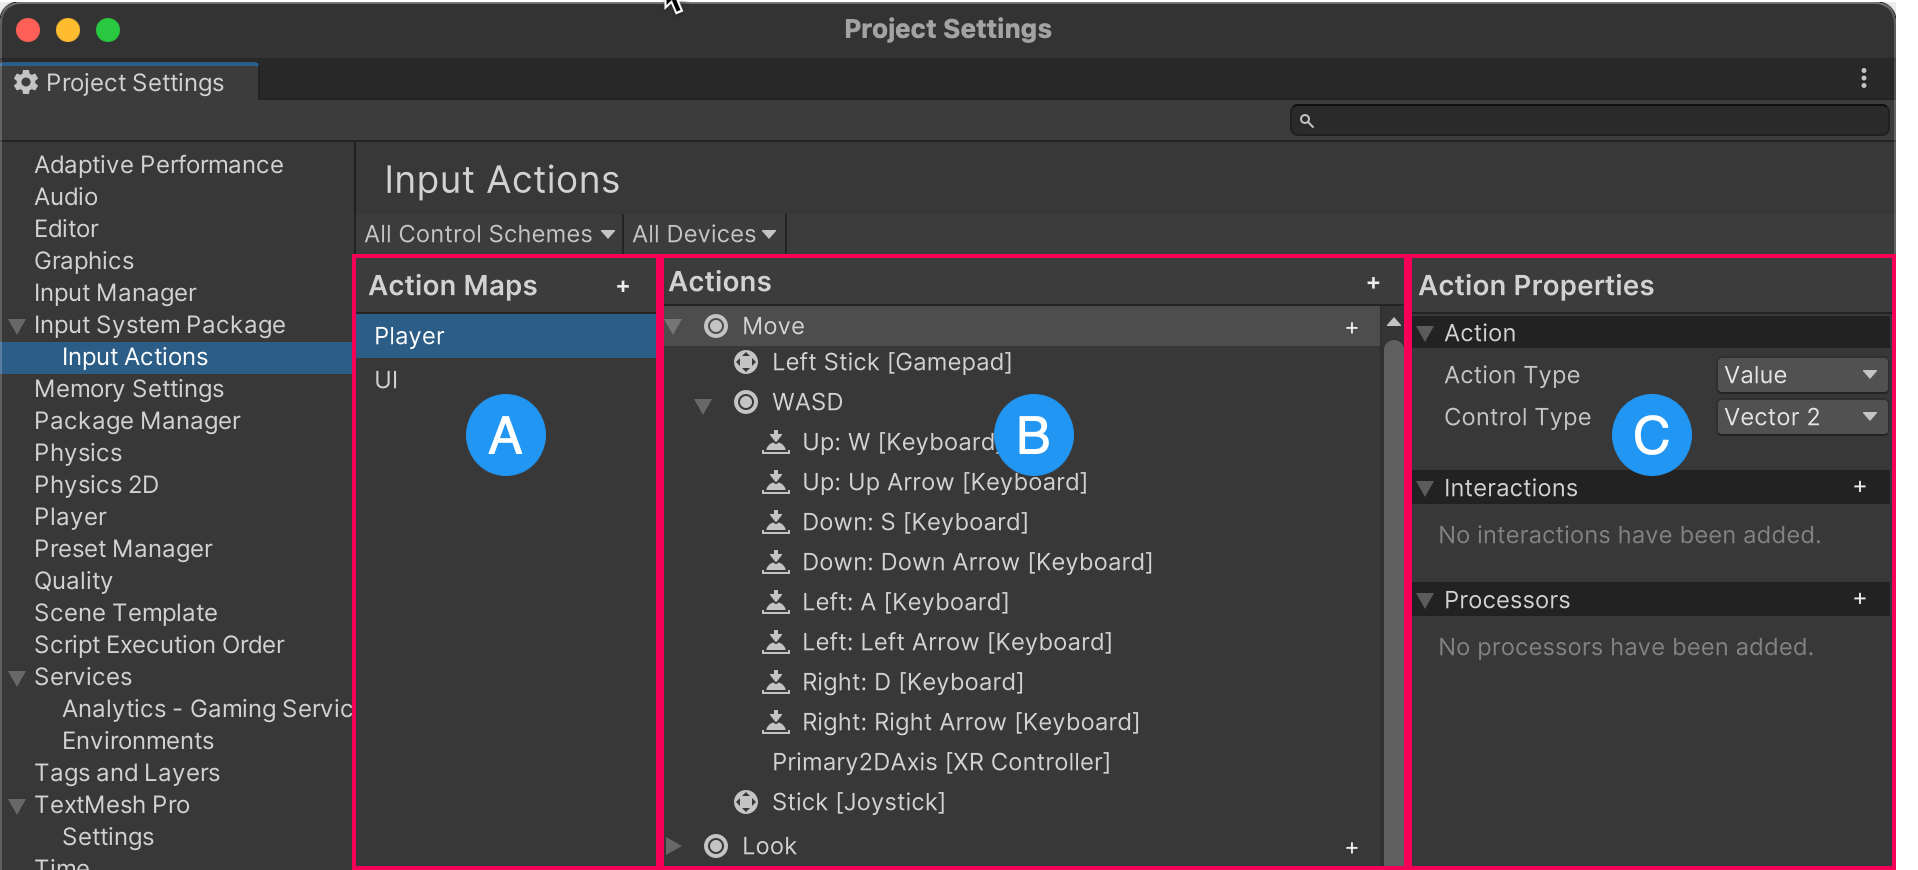 Project Settings
Project Settings
Adaptive Performance
Audio
Editor
Graphics
Input Manager
Input System Package
Input Actions
Memory Settings
Package Manager
Physics
Physics 2D
Player
Preset Manager
Quality
Scene Template
Script Execution Order
Services
Analytics - Gaming Servic
Environments
Tags and Layers
TextMesh Pro
Settings
Time
Input Actions
All Control Schemes
All Devices
Action Maps +
Player
UI
A
Actions +
Move +
Left Stick [Gamepad]
WASD
Up: W [Keyboard
B
Up: Up Arrow [Keyboard]
Down: S [Keyboard]
Down: Down Arrow [Keyboard]
Left: A [Keyboard]
Left: Left Arrow [Keyboard]
Right: D [Keyboard]
Right: Right Arrow [Keyboard]
Primary2DAxis [XR Controller]
Stick [Joystick]
Look +
Action Properties
Action
Action Type Value
Control Type Vector 2
C
Interactions +
No interactions have been added.
Processors +
No processors have been added.